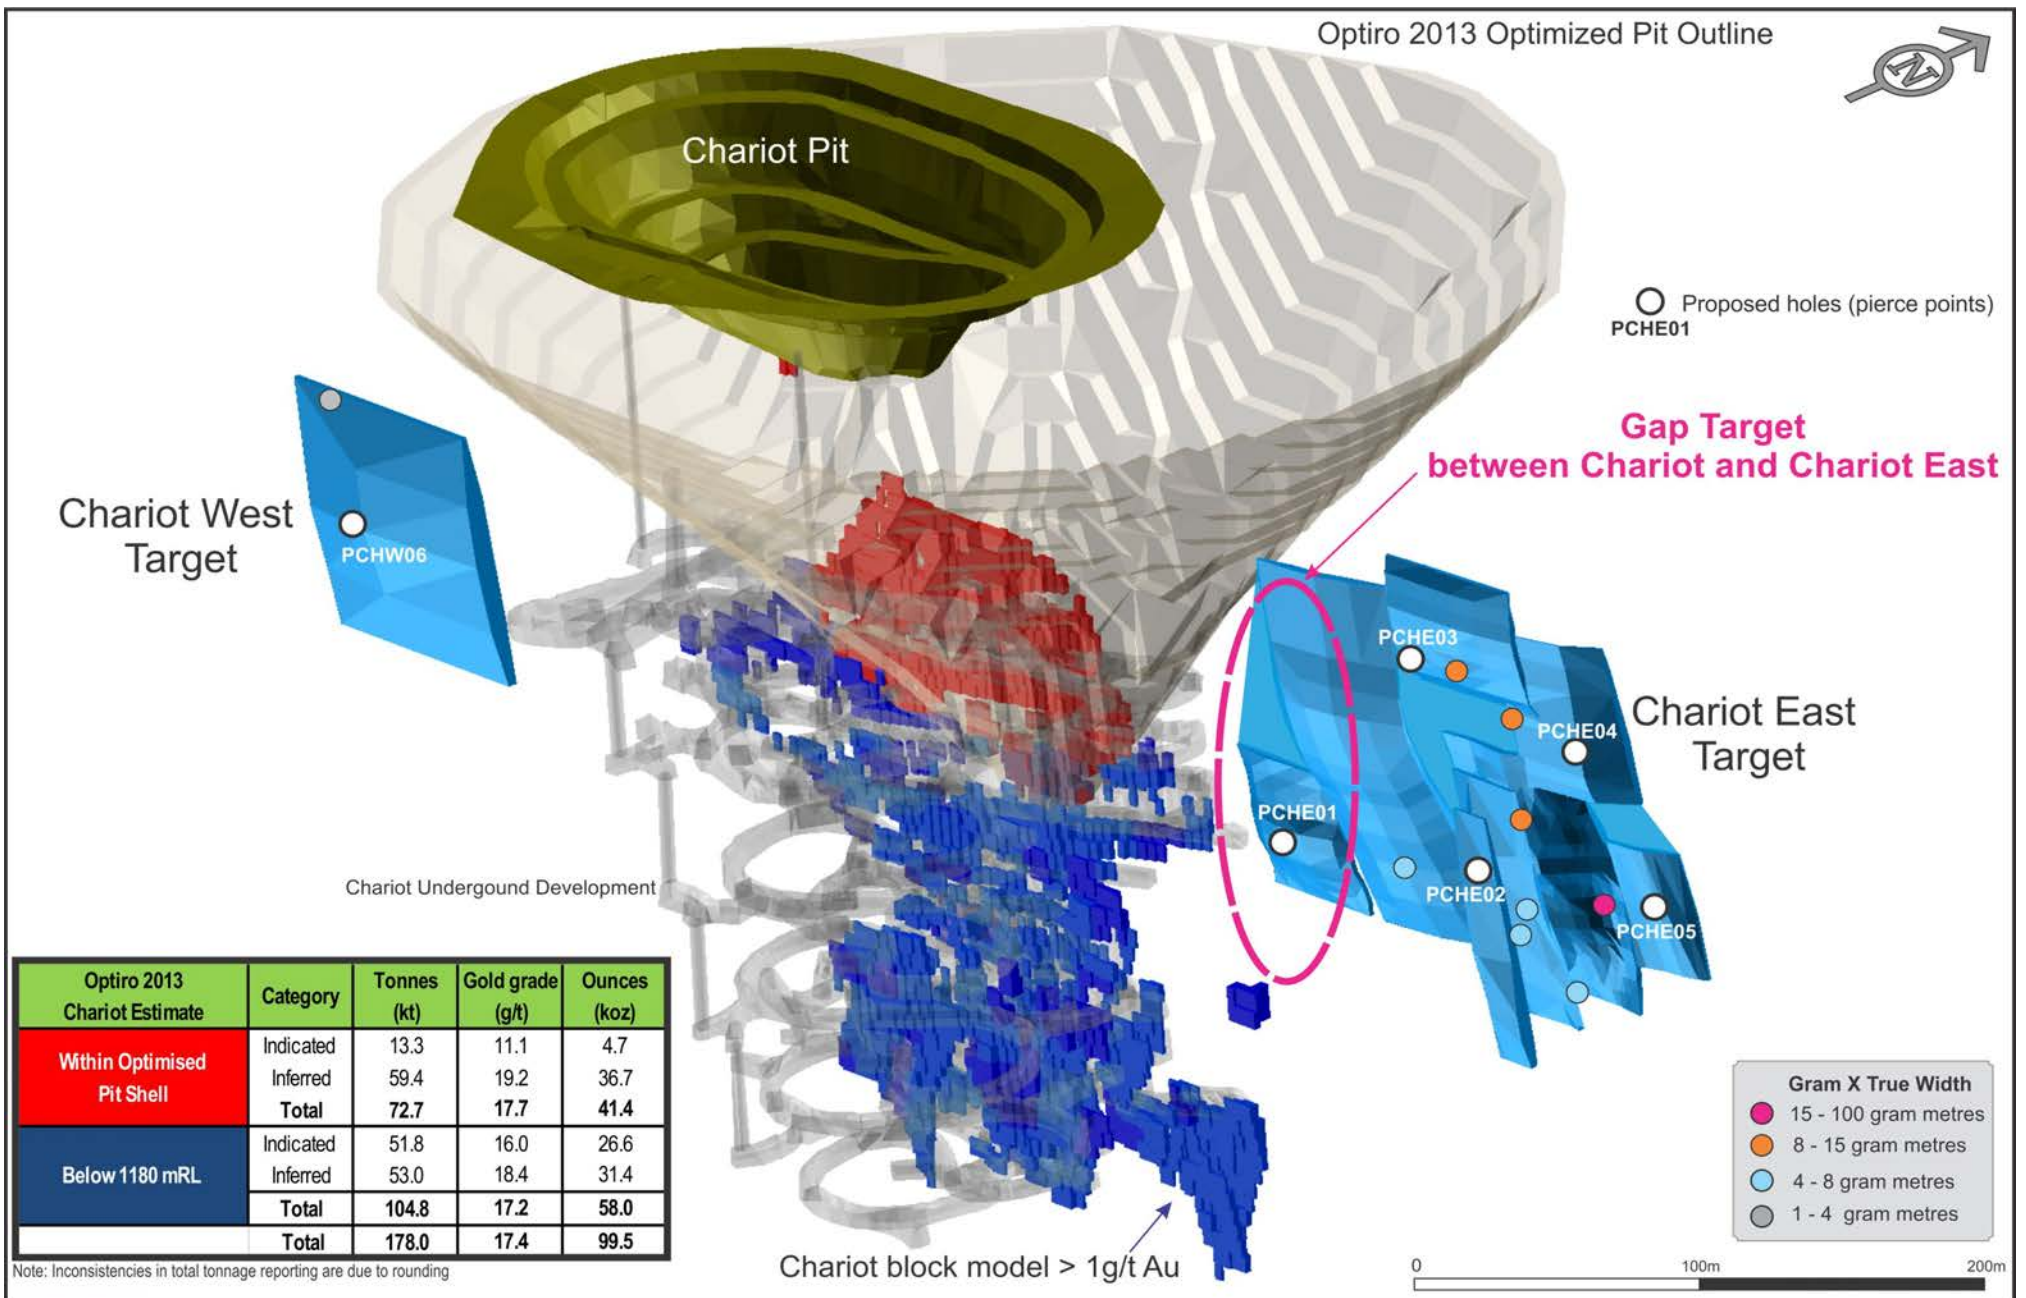 Optiro 2013 Optimized Pit Outline
N
Chariot Pit
Proposed holes (pierce points)
PCHE01
Gap Target
between Chariot and Chariot East
Chariot West
Target
PCHW06
PCHE03
PCHE04
Chariot East
Target
PCHE01
PCHE02
PCHE05
Chariot Undergound Development
Optiro 2013 Chariot Estimate Category Tonnes (kt) Gold grade (g/t) Ounces (koz)
Within Optimised Pit Shell
Indicated 13.3 11.1 4.7
Inferred 59.4 19.2 36.7
Total 72.7 17.7 41.4
Below 1180 mRL
Indicated 51.8 16.0 26.6
Inferred 53.0 18.4 31.4
Total 104.8 17.2 58.0
Total 178.0 17.4 99.5
Note: Inconsistencies in total tonnage reporting are due to rounding
Chariot block model > 1g/t Au
Gram X True Width
15 - 100 gram metres
8 - 15 gram metres
4 - 8 gram metres
1 - 4 gram metres
0 100m 200m